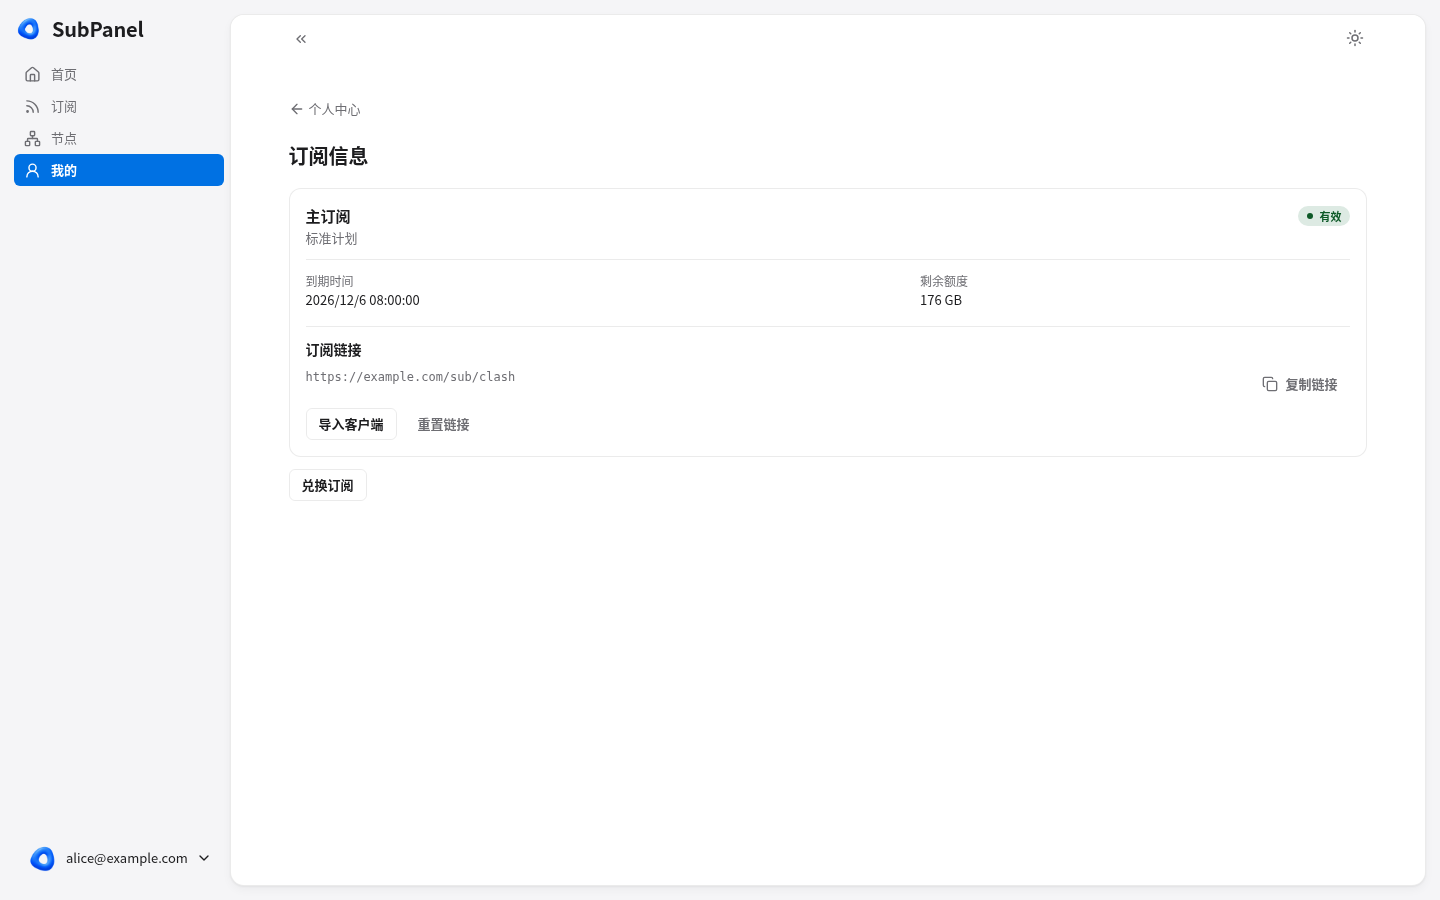 SubPanel
首页
订阅
节点
我的
个人中心
订阅信息
主订阅
有效
标准计划
到期时间
2026/12/6 08:00:00
剩余额度
176 GB
订阅链接
https://example.com/sub/clash
复制链接
导入客户端
重置链接
兑换订阅
alice@example.com